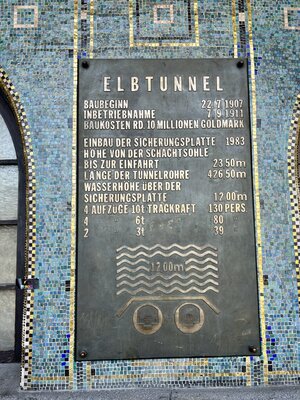 ELBTUNNEL
BAUBEGINN 22.7.1907
INBETRIEBNAHME 7.9.1911
BAUKOSTEN RD. 10 MILLIONEN GOLDMARK
EINBAU DER SICHERUNGSPLATTE 1983
HÖHE VON DER SCHACHTSOHLE
BIS ZUR EINFAHRT 23.50m
LÄNGE DER TUNNELROHRE 426.50m
WASSERHÖHE ÜBER DER
SICHERUNGSPLATTE 12.00m
4 AUFZÜGE 10t TRAGKRAFT 130 PERS.
4 6t 80
2 3t 39
12.00m